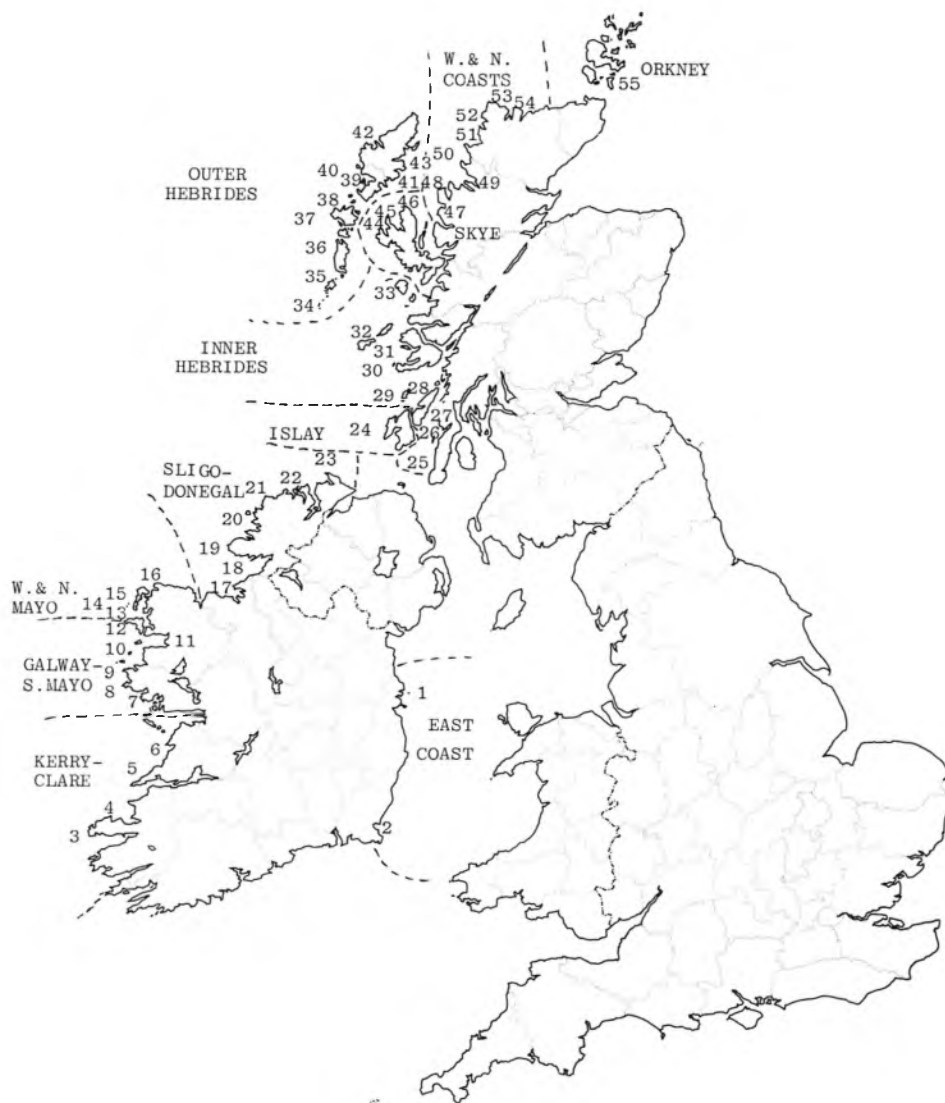 W.& N.
COASTS
ORKNEY
55
53
54
52
51
42
50
43
40
39
41
48
49
OUTER
HEBRIDES
38
45
46
47
37
44
SKYE
36
35
33
34
32
31
30
INNER
HEBRIDES
29
28
27
24
26
ISLAY
25
23
SLIGO-
DONEGAL
22
21
20
19
18
17
16
W.& N.
MAYO
15
14
13
12
11
10
GALWAY-
S.MAYO
9
8
7
1
EAST
COAST
6
KERRY-
CLARE
5
4
3
2